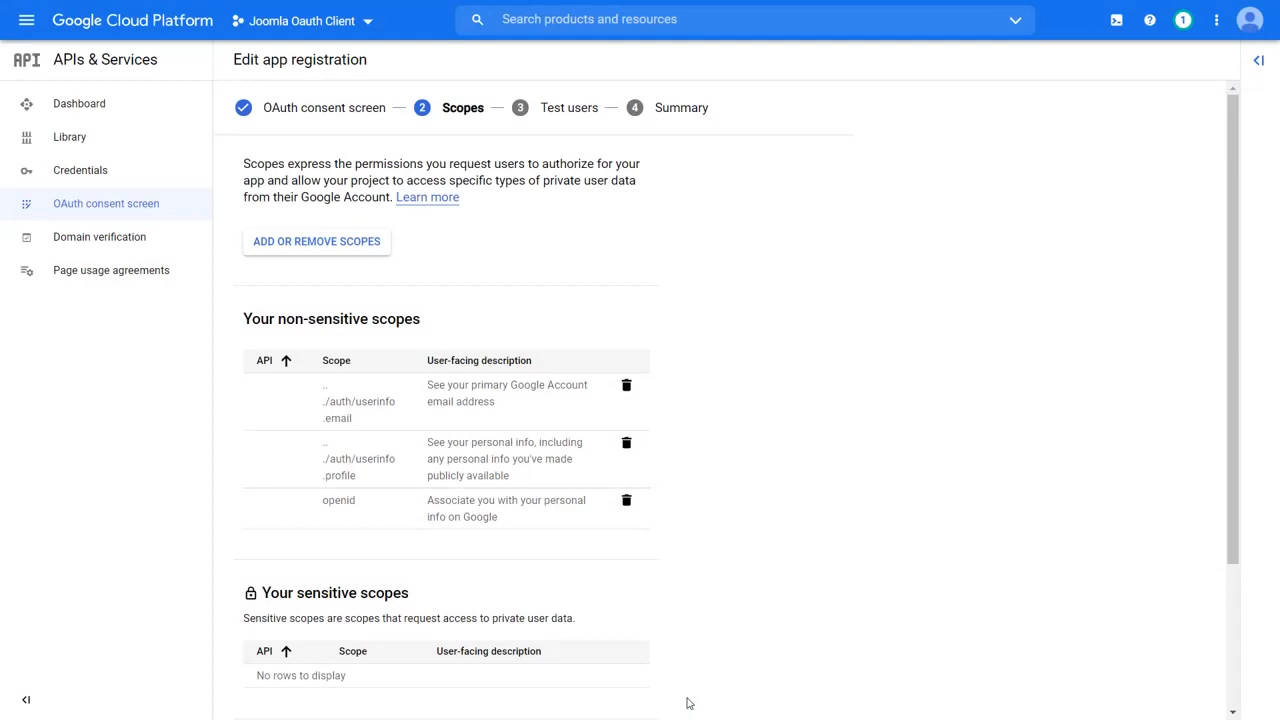 Google Cloud Platform
Joomla Oauth Client
Search products and resources
1
API
APIs & Services
Edit app registration
Dashboard
Library
Credentials
OAuth consent screen
Domain verification
Page usage agreements
OAuth consent screen
2 Scopes
3 Test users
4 Summary
Scopes express the permissions you request users to authorize for your
app and allow your project to access specific types of private user data
from their Google Account. Learn more
ADD OR REMOVE SCOPES
Your non-sensitive scopes
API Scope User-facing description
.. See your primary Google Account
./auth/userinfo email address
.email
.. See your personal info, including
./auth/userinfo any personal info you've made
.profile publicly available
openid Associate you with your personal
info on Google
Your sensitive scopes
Sensitive scopes are scopes that request access to private user data.
API Scope User-facing description
No rows to display